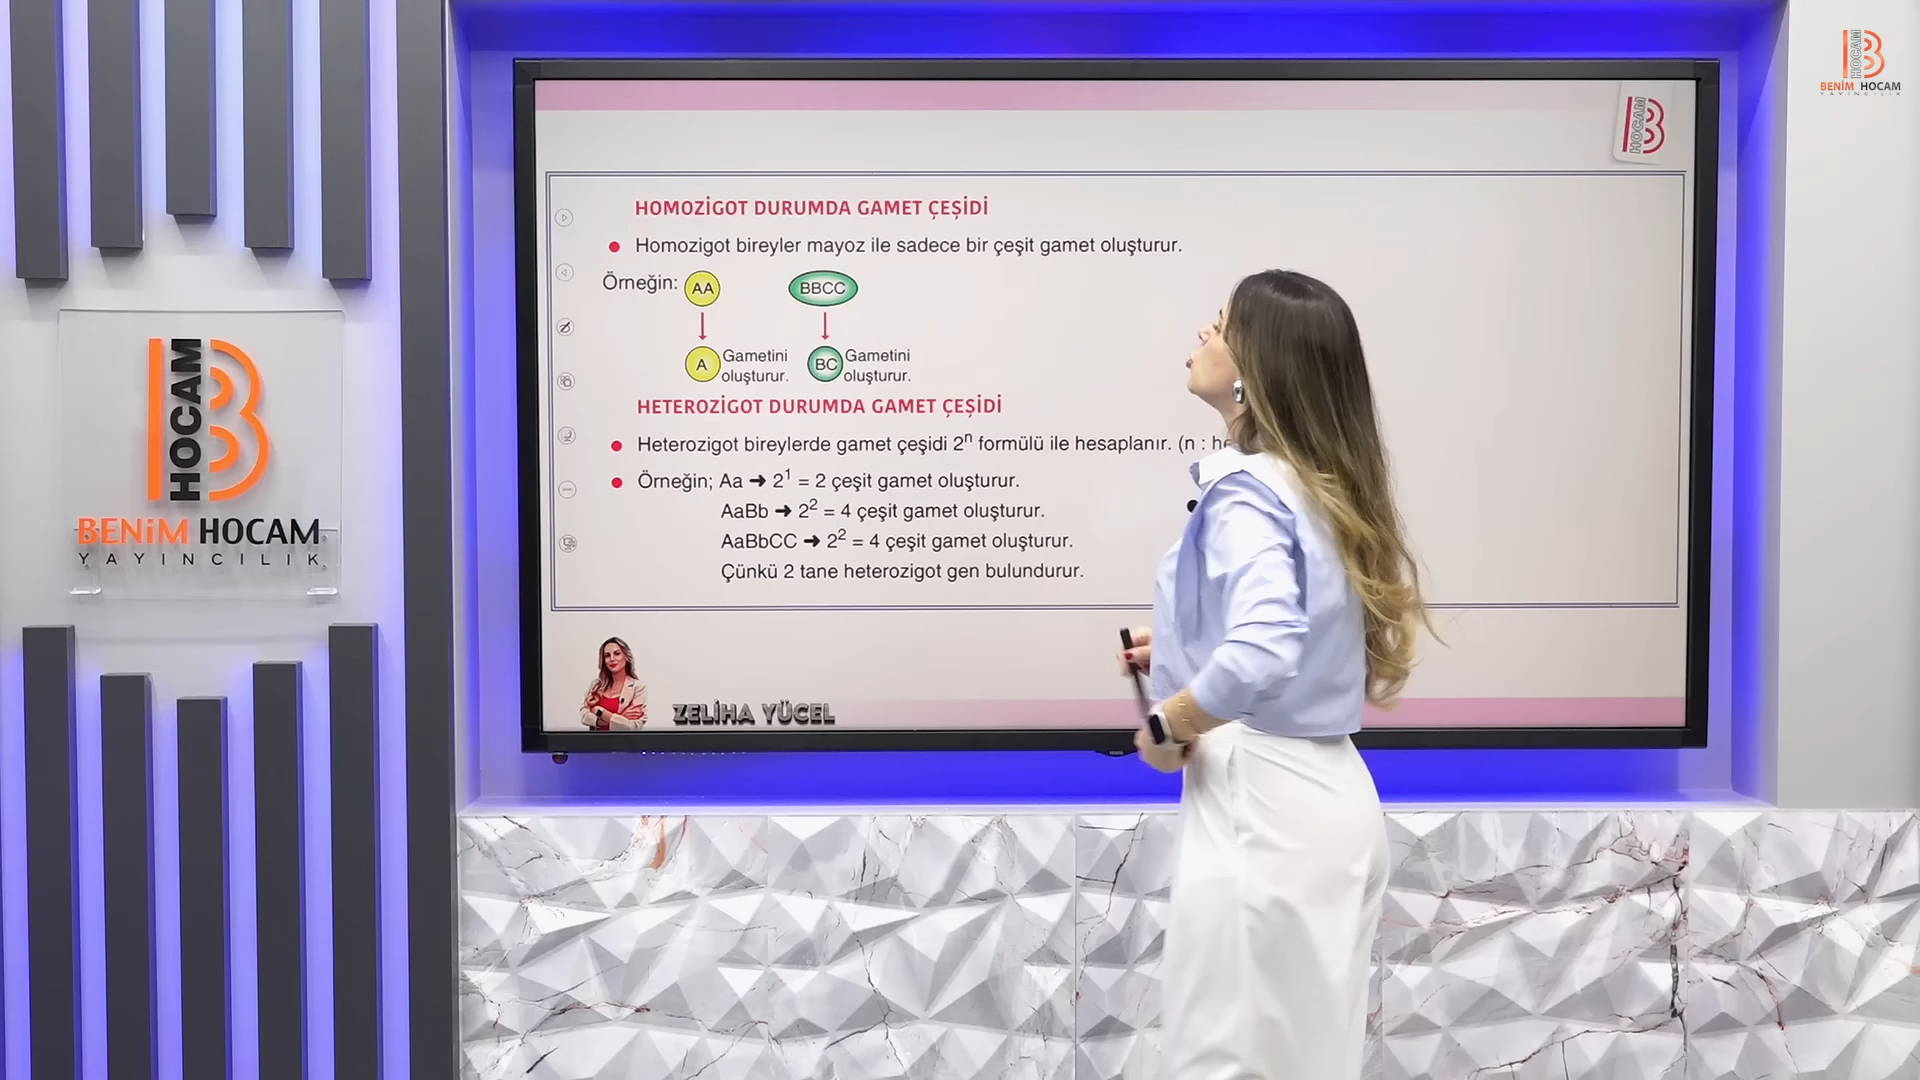 HOCAM
B
BENİM HOCAM
YAYINCILIK
HOCAM
HOMOZİGOT DURUMDA GAMET ÇEŞİDİ
Homozigot bireyler mayoz ile sadece bir çeşit gamet oluşturur.
Örneğin: AA BBCC
A Gametini oluşturur. BC Gametini oluşturur.
HETEROZİGOT DURUMDA GAMET ÇEŞİDİ
Heterozigot bireylerde gamet çeşidi 2ⁿ formülü ile hesaplanır. (n :
Örneğin; Aa ➜ 2¹ = 2 çeşit gamet oluşturur.
AaBb ➜ 2² = 4 çeşit gamet oluşturur.
AaBbCC ➜ 2² = 4 çeşit gamet oluşturur.
Çünkü 2 tane heterozigot gen bulundurur.
ZELİHA YÜCEL
HOCAM
BENİM HOCAM
YAYINCILIK